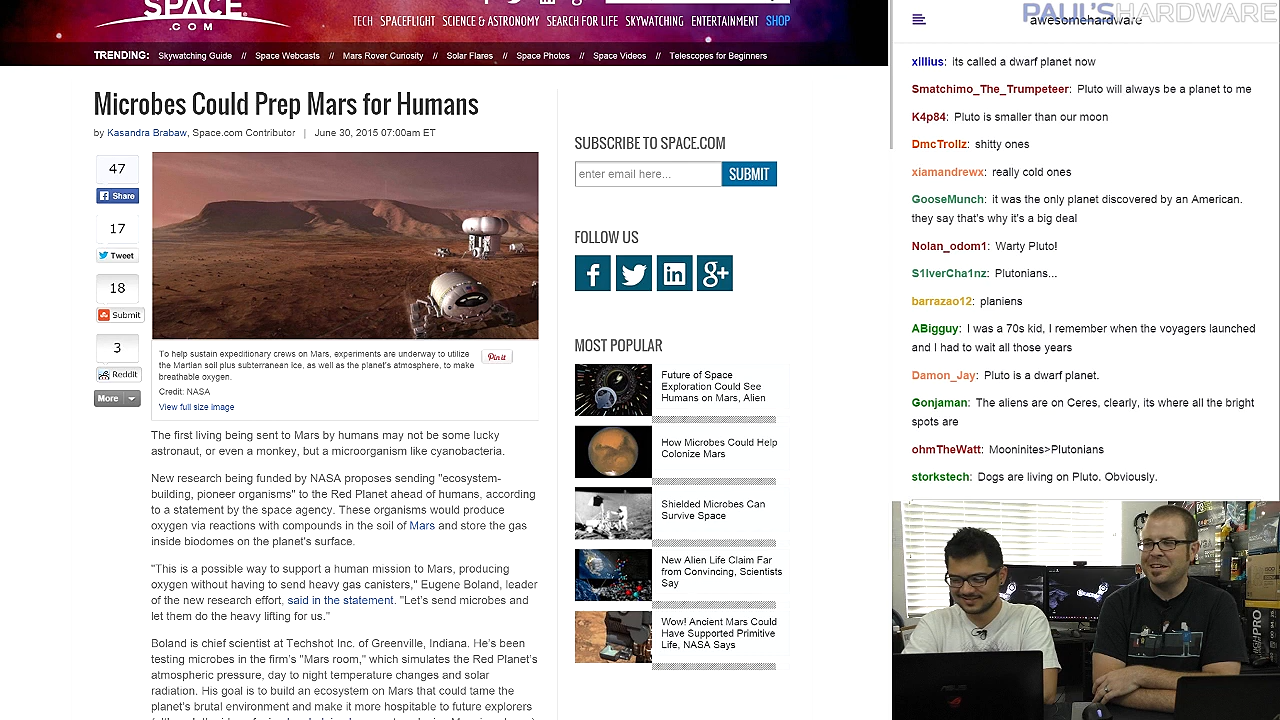 SPACE
.COM
TECH SPACEFLIGHT SCIENCE & ASTRONOMY SEARCH FOR LIFE SKYWATCHING ENTERTAINMENT SHOP
TRENDING: Skywatching Guide // Space Webcasts // Mars Rover Curiosity // Solar Flares // Space Photos // Space Videos // Telescopes for Beginners
Microbes Could Prep Mars for Humans
by Kasandra Brabaw, Space.com Contributor | June 30, 2015 07:00am ET
47
Share
17
Tweet
18
Submit
3
Reddit
More
To help sustain expeditionary crews on Mars, experiments are underway to utilize
the Martian soil plus subterranean ice, as well as the planet's atmosphere, to make
breathable oxygen.
Credit: NASA
View full size image
Pin it
The first living being sent to Mars by humans may not be some lucky
astronaut, or even a monkey, but a microorganism like cyanobacteria.
New research being funded by NASA proposes sending "ecosystem-
building, pioneer organisms" to the Red Planet ahead of humans, according
to a statement by the space agency. These organisms would produce
oxygen via reactions with compounds in the soil of Mars and store the gas
inside biodomes on the planet's surface.
"This is a possible way to support a human mission to Mars, producing
oxygen without having to send heavy gas canisters," Eugene Boland, leader
of the new research effort, said in the statement. "Let's send microbes and
let them do the heavy lifting for us."
Boland is chief scientist at Techshot Inc. of Greenville, Indiana. He's been
testing microbes in the firm's "Mars room," which simulates the Red Planet's
atmospheric pressure, day to night temperature changes and solar
radiation. His goal is to build an ecosystem on Mars that could tame the
planet's brutal environment and make it more hospitable to future explorers
SUBSCRIBE TO SPACE.COM
enter email here...
SUBMIT
FOLLOW US
MOST POPULAR
Future of Space
Exploration Could See
Humans on Mars, Alien
How Microbes Could Help
Colonize Mars
Shielded Microbes Can
Survive Space
New Alien Life Claim Far
from Convincing, Scientists
Say
Wow! Ancient Mars Could
Have Supported Primitive
Life, NASA Says
PAUL'SHARDWARE
awesomehardware
xillius: its called a dwarf planet now
Smatchimo_The_Trumpeteer: Pluto will always be a planet to me
K4p84: Pluto is smaller than our moon
DmcTrollz: shitty ones
xiamandrewx: really cold ones
GooseMunch: it was the only planet discovered by an American.
they say that's why it's a big deal
Nolan_odom1: Warty Pluto!
S1lverCha1nz: Plutonians...
barrazao12: planiens
ABigguy: I was a 70s kid, I remember when the voyagers launched
and I had to wait all those years
Damon_Jay: Pluto is a dwarf planet.
Gonjaman: The aliens are on Ceres, clearly, its where all the bright
spots are
ohmTheWatt: Mooninites>Plutonians
storkstech: Dogs are living on Pluto. Obviously.